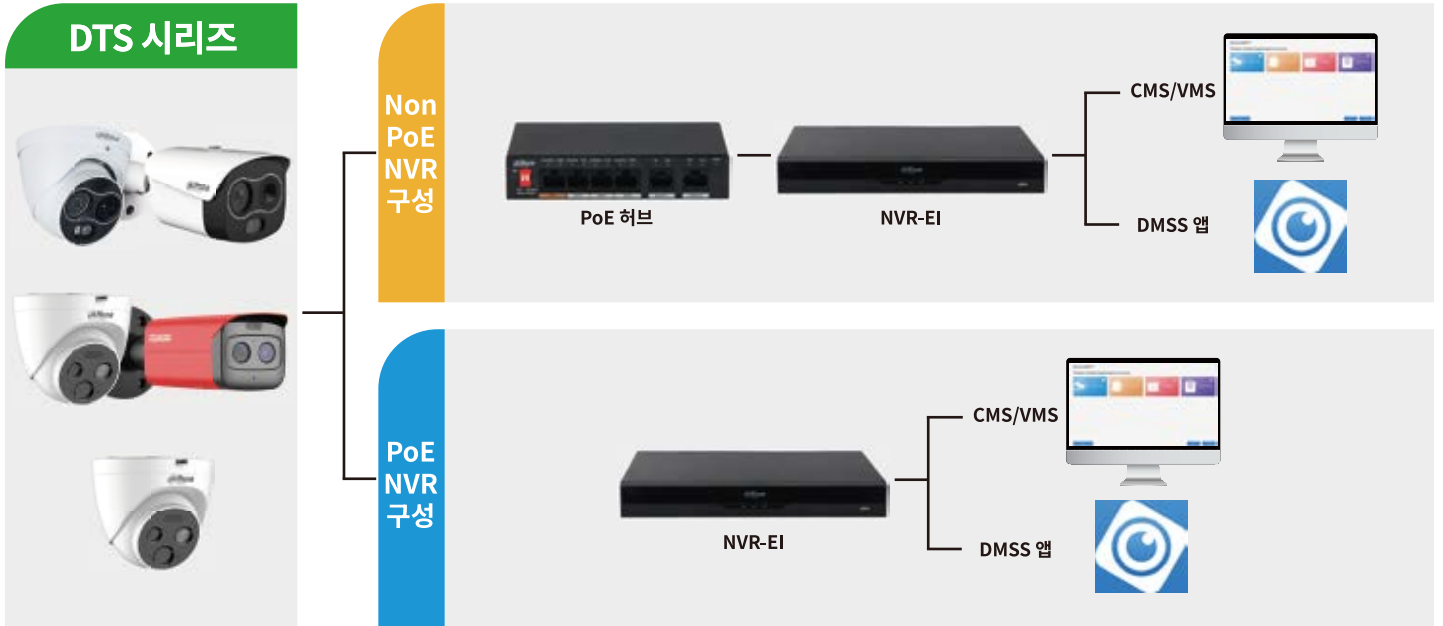 DTS 시리즈
Non
PoE
NVR
구성
PoE 허브
NVR-EI
CMS/VMS
DMSS 앱
PoE
NVR
구성
NVR-EI
CMS/VMS
DMSS 앱